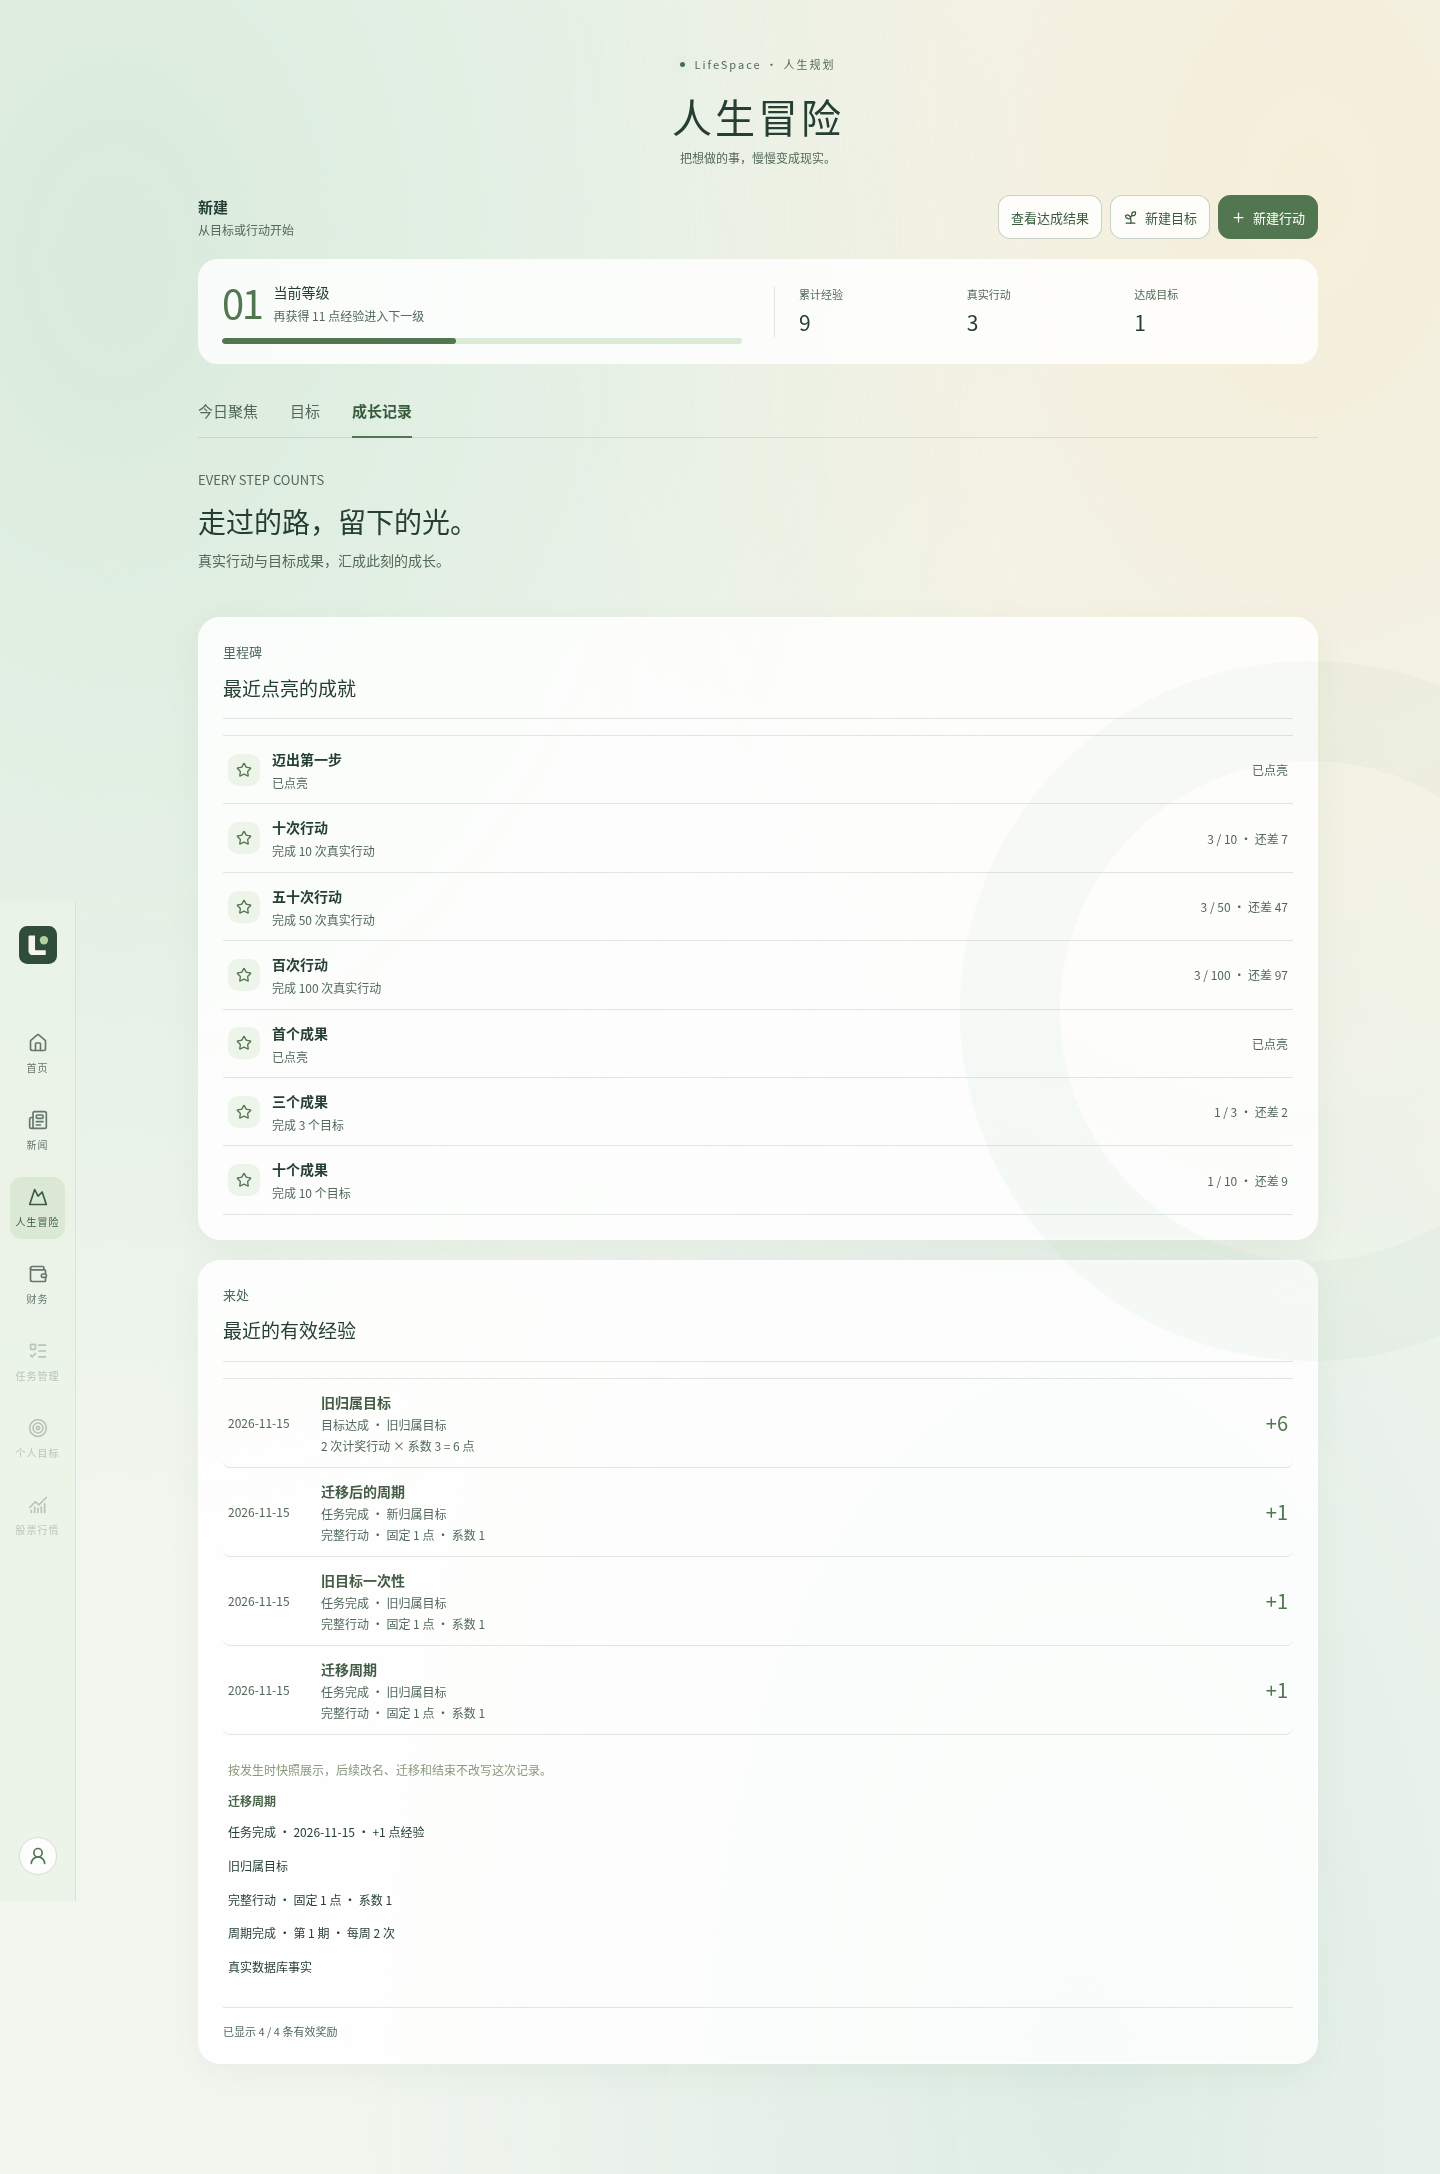 LifeSpace · 人生规划
人生冒险
把想做的事，慢慢变成现实。
新建
从目标或行动开始
查看达成结果
新建目标
新建行动
01
当前等级
再获得 11 点经验进入下一级
累计经验
9
真实行动
3
达成目标
1
今日聚焦
目标
成长记录
EVERY STEP COUNTS
走过的路，留下的光。
真实行动与目标成果，汇成此刻的成长。
里程碑
最近点亮的成就
迈出第一步
已点亮
已点亮
十次行动
完成 10 次真实行动
3 / 10 · 还差 7
五十次行动
完成 50 次真实行动
3 / 50 · 还差 47
百次行动
完成 100 次真实行动
3 / 100 · 还差 97
首个成果
已点亮
已点亮
三个成果
完成 3 个目标
1 / 3 · 还差 2
十个成果
完成 10 个目标
1 / 10 · 还差 9
来处
最近的有效经验
2026-11-15
旧归属目标
目标达成 · 旧归属目标
2 次计奖行动 × 系数 3 = 6 点
+6
2026-11-15
迁移后的周期
任务完成 · 新归属目标
完整行动 · 固定 1 点 · 系数 1
+1
2026-11-15
旧目标一次性
任务完成 · 旧归属目标
完整行动 · 固定 1 点 · 系数 1
+1
2026-11-15
迁移周期
任务完成 · 旧归属目标
完整行动 · 固定 1 点 · 系数 1
+1
按发生时快照展示，后续改名、迁移和结束不改写这次记录。
迁移周期
任务完成 · 2026-11-15 · +1 点经验
旧归属目标
完整行动 · 固定 1 点 · 系数 1
周期完成 · 第 1 期 · 每周 2 次
真实数据库事实
已显示 4 / 4 条有效奖励
首页
新闻
人生冒险
财务
任务管理
个人目标
股票行情